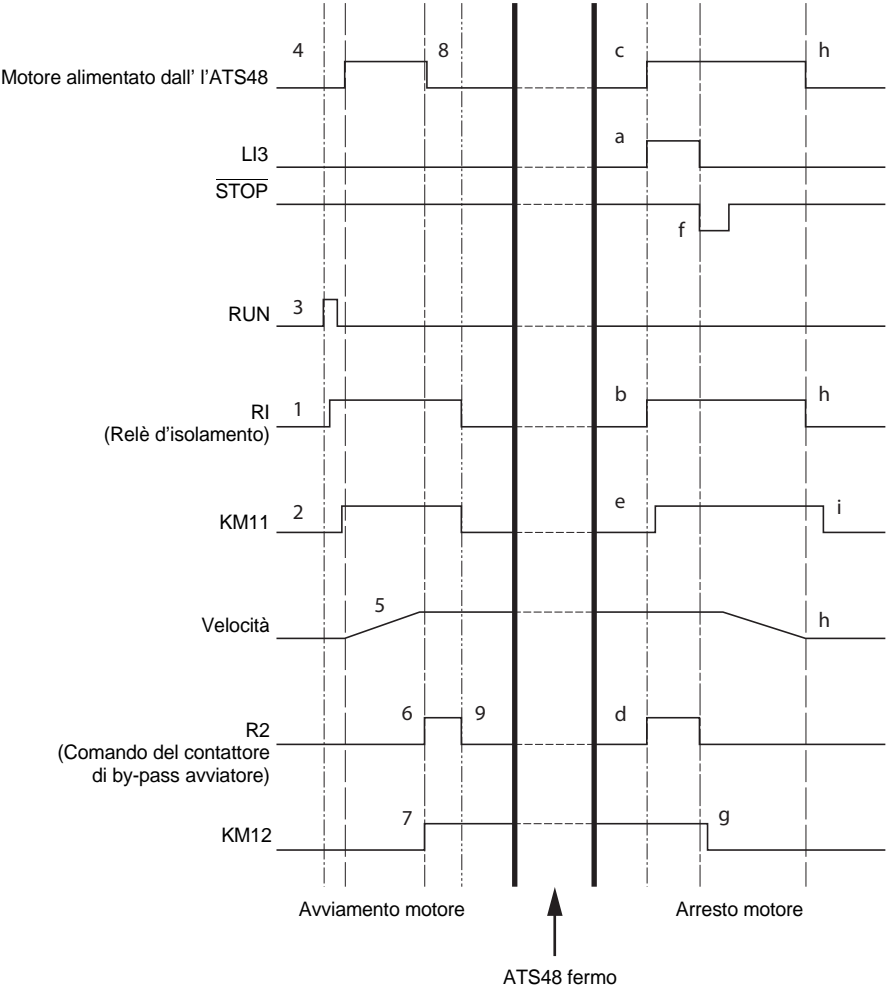 4 8 c h
Motore alimentato dall' l'ATS48
a
LI3
STOP
f
3
RUN
1 b h
RI
(Relè d'isolamento)
2 e i
KM11
5
Velocità h
6 9 d
R2
(Comando del contattore
di by-pass avviatore)
7 g
KM12
Avviamento motore Arresto motore
ATS48 fermo